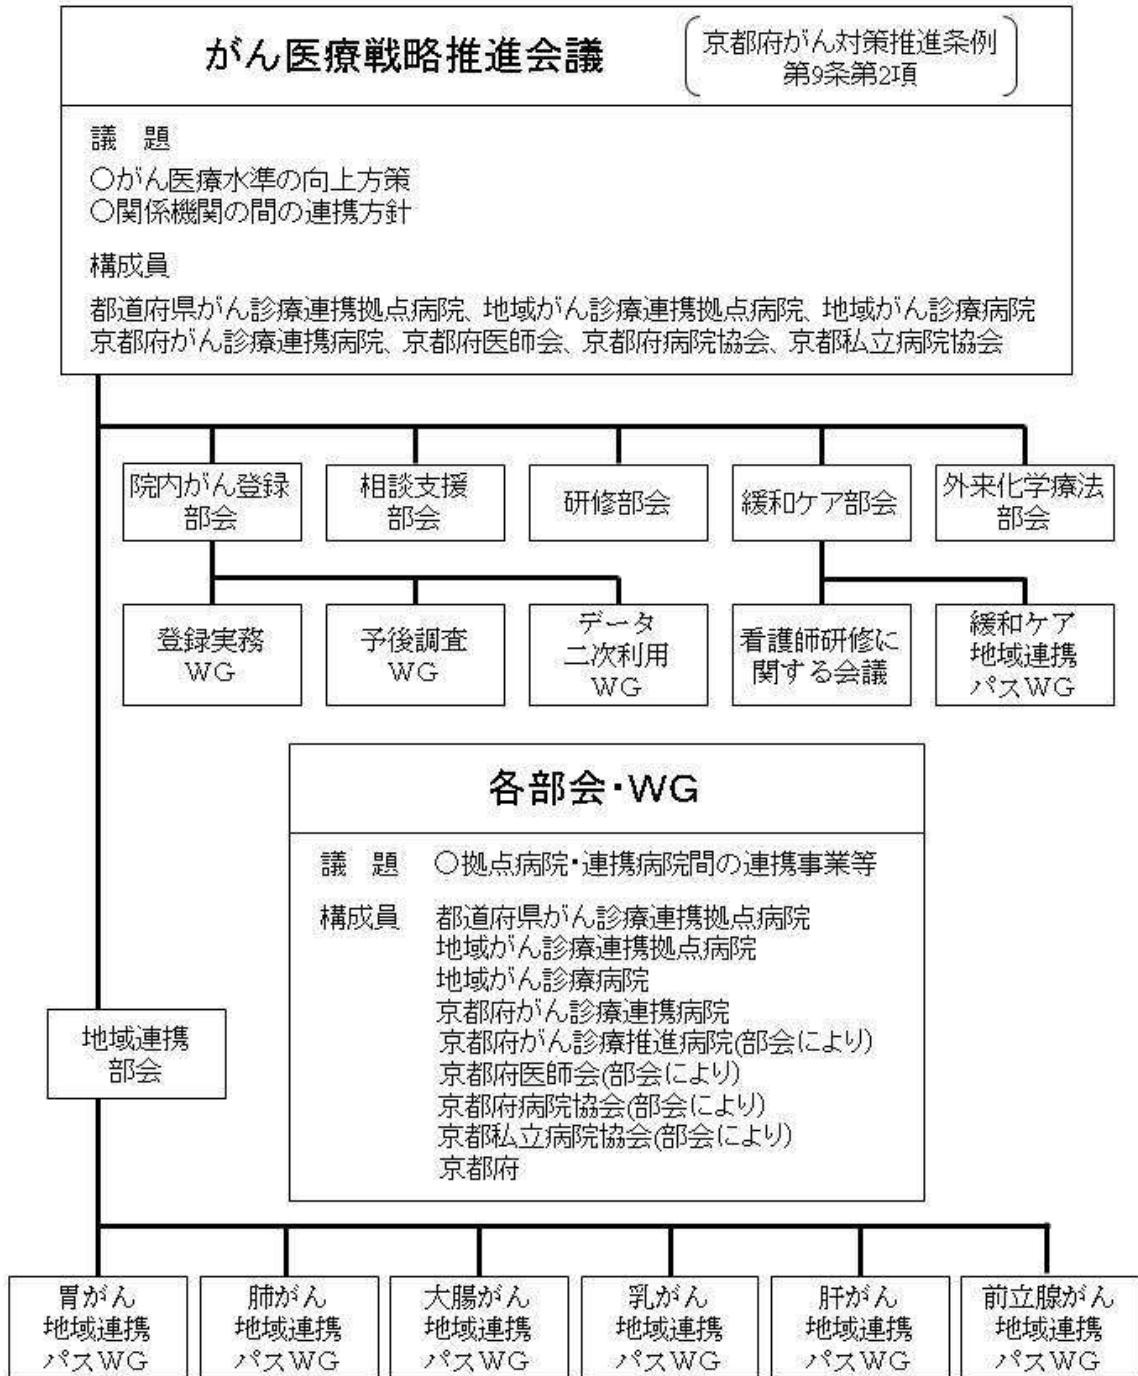 がん医療戦略推進会議
京都府がん対策推進条例
第9条第2項
議　題
○がん医療水準の向上方策
○関係機関の間の連携方針
構成員
都道府県がん診療連携拠点病院、地域がん診療連携拠点病院、地域がん診療病院
京都府がん診療連携病院、京都府医師会、京都府病院協会、京都私立病院協会
院内がん登録
部会
相談支援
部会
研修部会
緩和ケア部会
外来化学療法
部会
登録実務
WG
予後調査
WG
データ
二次利用
WG
看護師研修に
関する会議
緩和ケア
地域連携
パスWG
各部会・WG
議　題　○拠点病院・連携病院間の連携事業等
構成員　都道府県がん診療連携拠点病院
地域がん診療連携拠点病院
地域がん診療病院
京都府がん診療連携病院
京都府がん診療推進病院(部会により)
京都府医師会(部会により)
京都府病院協会(部会により)
京都私立病院協会(部会により)
京都府
地域連携
部会
胃がん
地域連携
パスWG
肺がん
地域連携
パスWG
大腸がん
地域連携
パスWG
乳がん
地域連携
パスWG
肝がん
地域連携
パスWG
前立腺がん
地域連携
パスWG